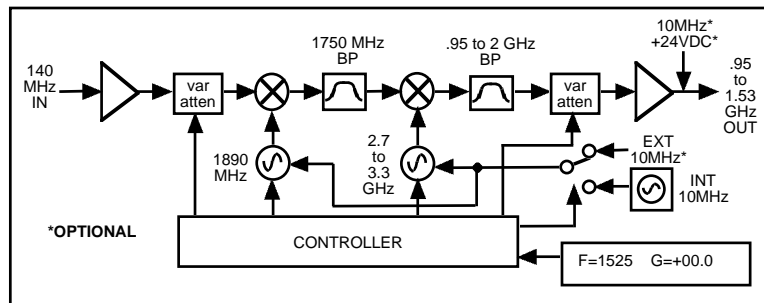 140
MHz
IN
var
atten
1750 MHz
BP
.95 to 2 GHz
BP
var
atten
10MHz*
+24VDC*
.95
to
1.53
GHz
OUT
1890
MHz
2.7
to
3.3
GHz
EXT
10MHz*
INT
10MHz
*OPTIONAL
CONTROLLER
F=1525 G=+00.0